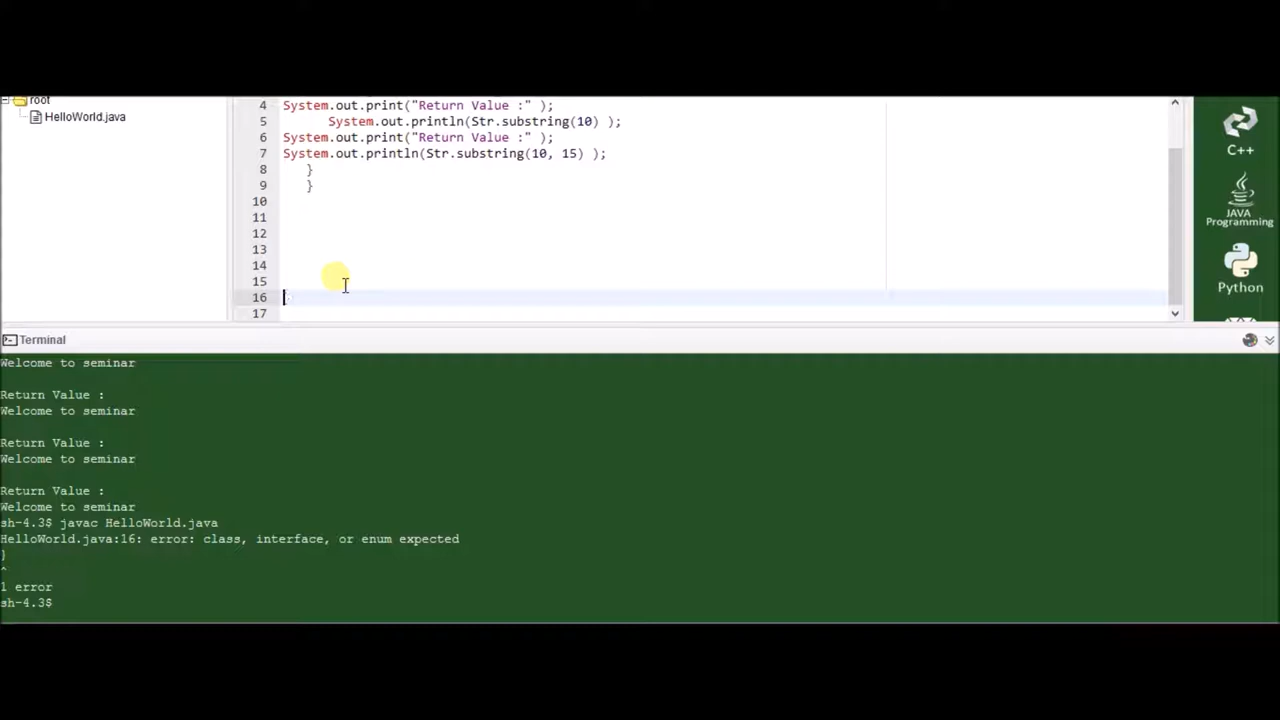 root
HelloWorld.java
4 System.out.print("Return Value :" );
5 System.out.println(Str.substring(10) );
6 System.out.print("Return Value :" );
7 System.out.println(Str.substring(10, 15) );
8 }
9 }
10
11
12
13
14
15
16
17
C++
JAVA
Programming
Python
Terminal
Welcome to seminar
Return Value :
Welcome to seminar
Return Value :
Welcome to seminar
Return Value :
Welcome to seminar
sh-4.3$ javac HelloWorld.java
HelloWorld.java:16: error: class, interface, or enum expected
}
^
1 error
sh-4.3$